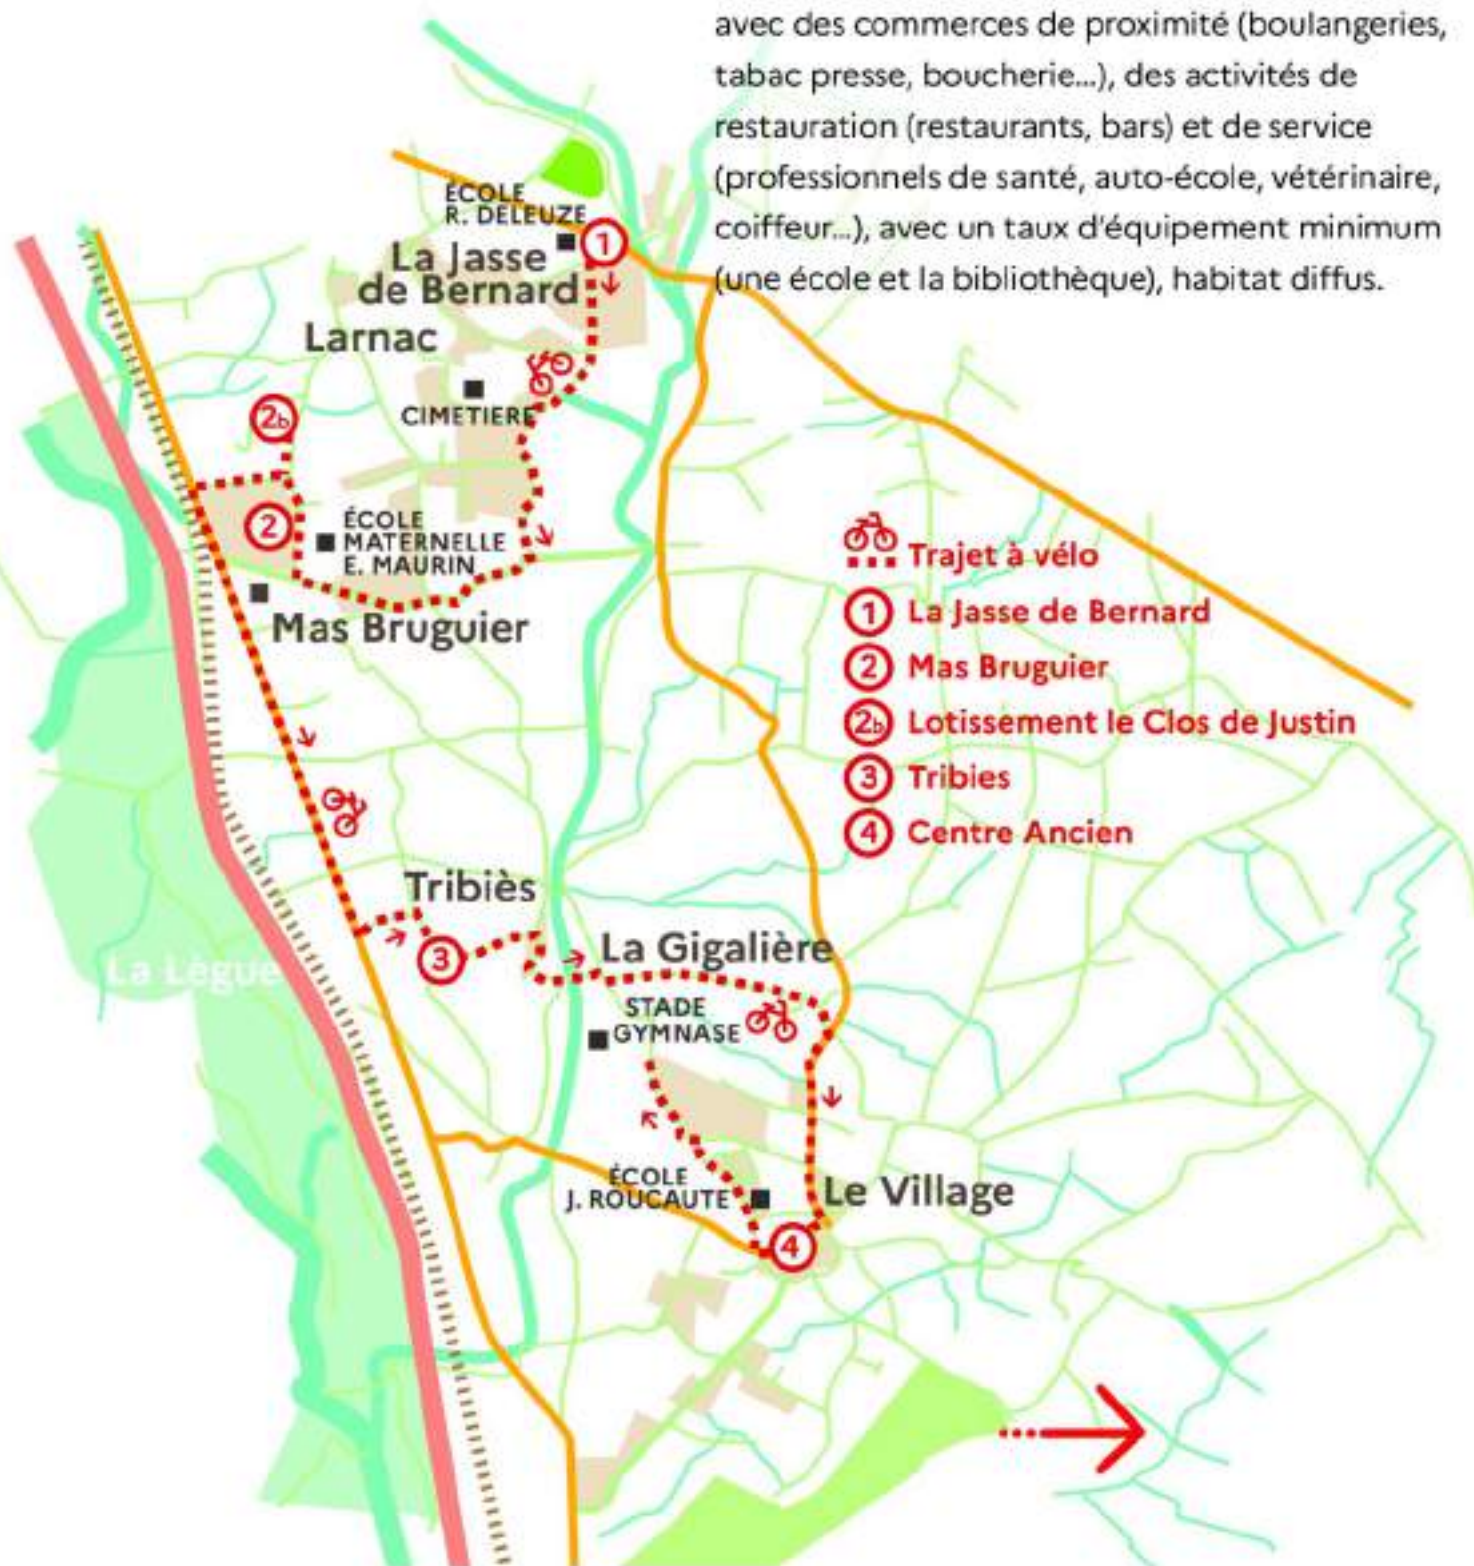 avec des commerces de proximité (boulangeries,
tabac presse, boucherie...), des activités de
restauration (restaurants, bars) et de service
(professionnels de santé, auto-école, vétérinaire,
coiffeur...), avec un taux d'équipement minimum
(une école et la bibliothèque), habitat diffus.
ÉCOLE
R. DELEUZE
1
La Jasse
de Bernard
Larnac
CIMETIERE
2b
2
ÉCOLE
MATERNELLE
E. MAURIN
Mas Bruguier
Trajet à vélo
1 La Jasse de Bernard
2 Mas Bruguier
2b Lotissement le Clos de Justin
3 Tribies
4 Centre Ancien
Tribiès
3
La Gigalière
La Lègue
STADE
GYMNASE
ÉCOLE
J. ROUCAUTE
Le Village
4